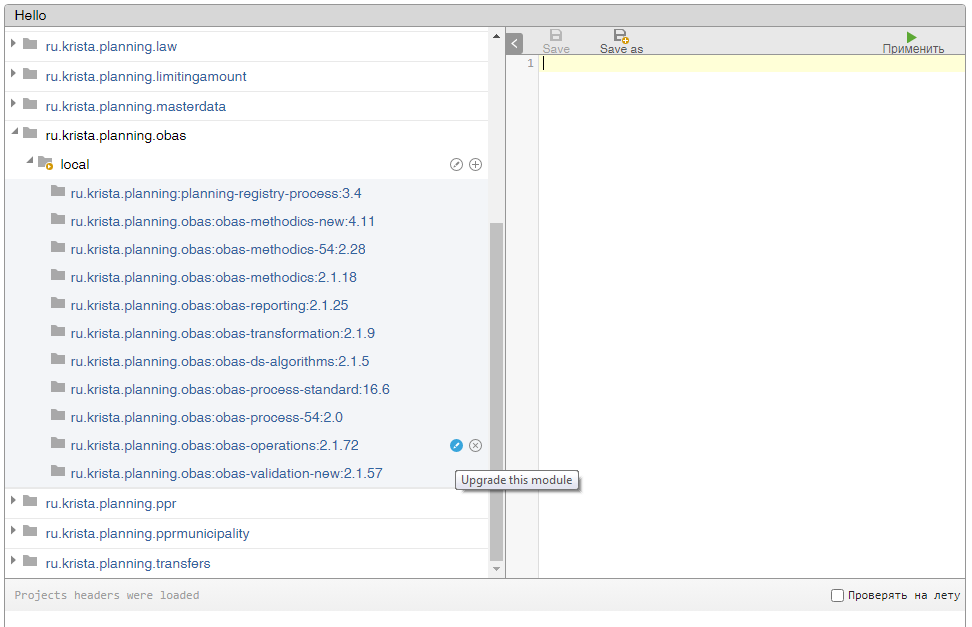 Hello
ru.krista.planning.law
ru.krista.planning.limitingamount
ru.krista.planning.masterdata
ru.krista.planning.obas
local
ru.krista.planning:planning-registry-process:3.4
ru.krista.planning.obas:obas-methodics-new:4.11
ru.krista.planning.obas:obas-methodics-54:2.28
ru.krista.planning.obas:obas-methodics:2.1.18
ru.krista.planning.obas:obas-reporting:2.1.25
ru.krista.planning.obas:obas-transformation:2.1.9
ru.krista.planning.obas:obas-ds-algorithms:2.1.5
ru.krista.planning.obas:obas-process-standard:16.6
ru.krista.planning.obas:obas-process-54:2.0
ru.krista.planning.obas:obas-operations:2.1.72
ru.krista.planning.obas:obas-validation-new:2.1.57
Upgrade this module
ru.krista.planning.ppr
ru.krista.planning.pprmunicipality
ru.krista.planning.transfers
Save
Save as
Применить
1
Projects headers were loaded
Проверять на лету